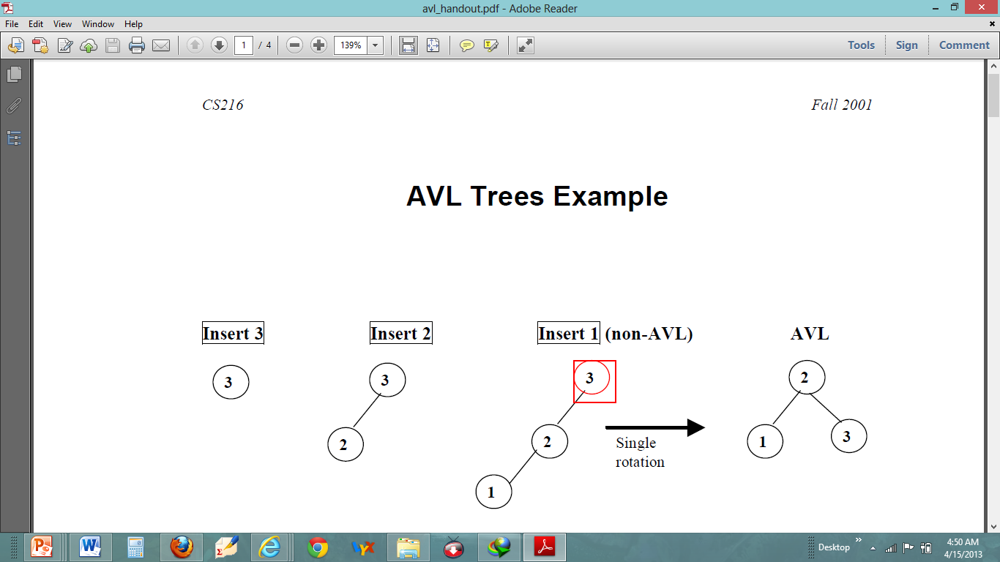 avl_handout.pdf - Adobe Reader
File Edit View Window Help
1 / 4 139% Tools Sign Comment
CS216 Fall 2001
AVL Trees Example
Insert 3 Insert 2 Insert 1 (non-AVL) AVL
3 3 3 2
2 2 1 3
Single
rotation
1
Desktop 4:50 AM
4/15/2013